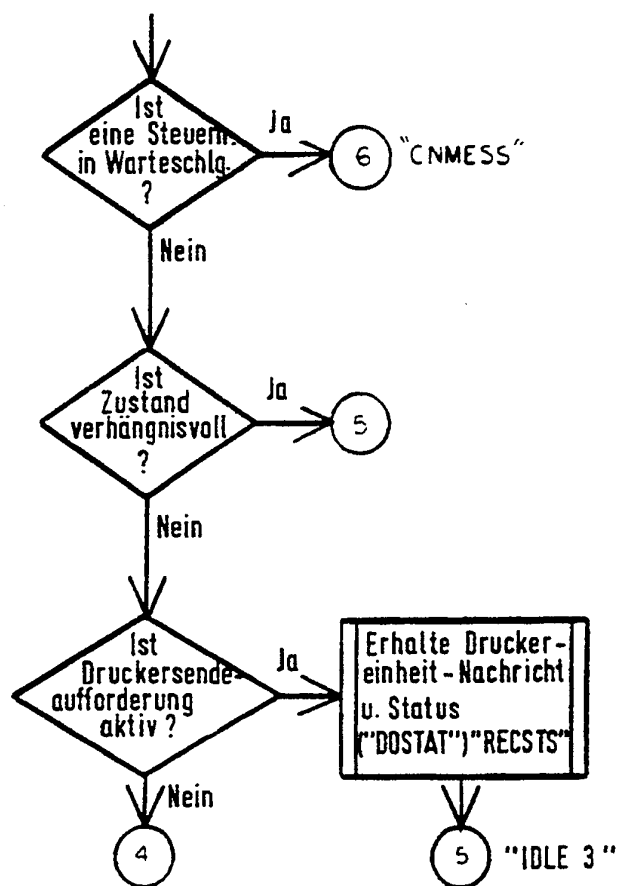 Ist
eine Steuern.
in Warteschlg.
?
Ja
6
"CNMESS"
Nein
Ist
Zustand
verhängnisvoll
?
Ja
5
Nein
Ist
Druckersende-
aufforderung
aktiv ?
Ja
Erhalte Drucker-
einheit-Nachricht
u. Status
("DOSTAT")"RECSTS"
Nein
4
5
"IDLE 3"